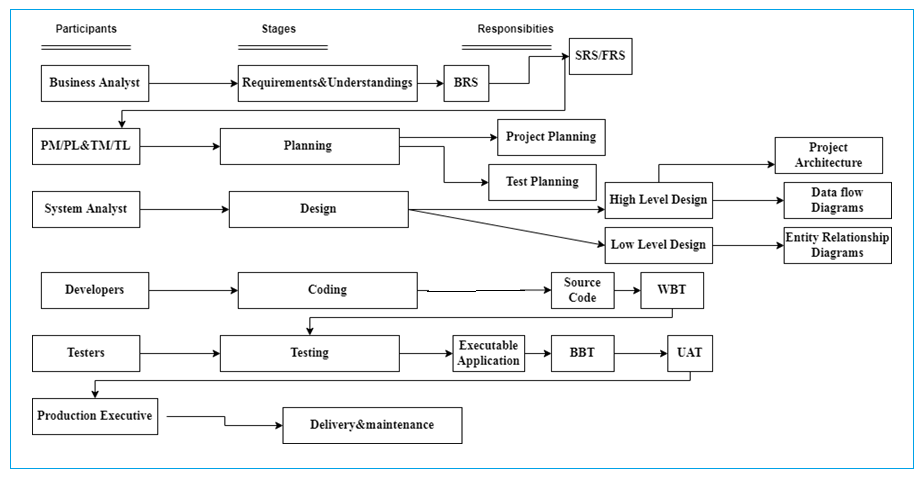 Participants
Stages
Responsibities
SRS/FRS
Business Analyst
Requirements&Understandings
BRS
PM/PL&TM/TL
Planning
Project Planning
Project
Architecture
Test Planning
System Analyst
Design
High Level Design
Data flow
Diagrams
Low Level Design
Entity Relationship
Diagrams
Developers
Coding
Source
Code
WBT
Testers
Testing
Executable
Application
BBT
UAT
Production Executive
Delivery&maintenance